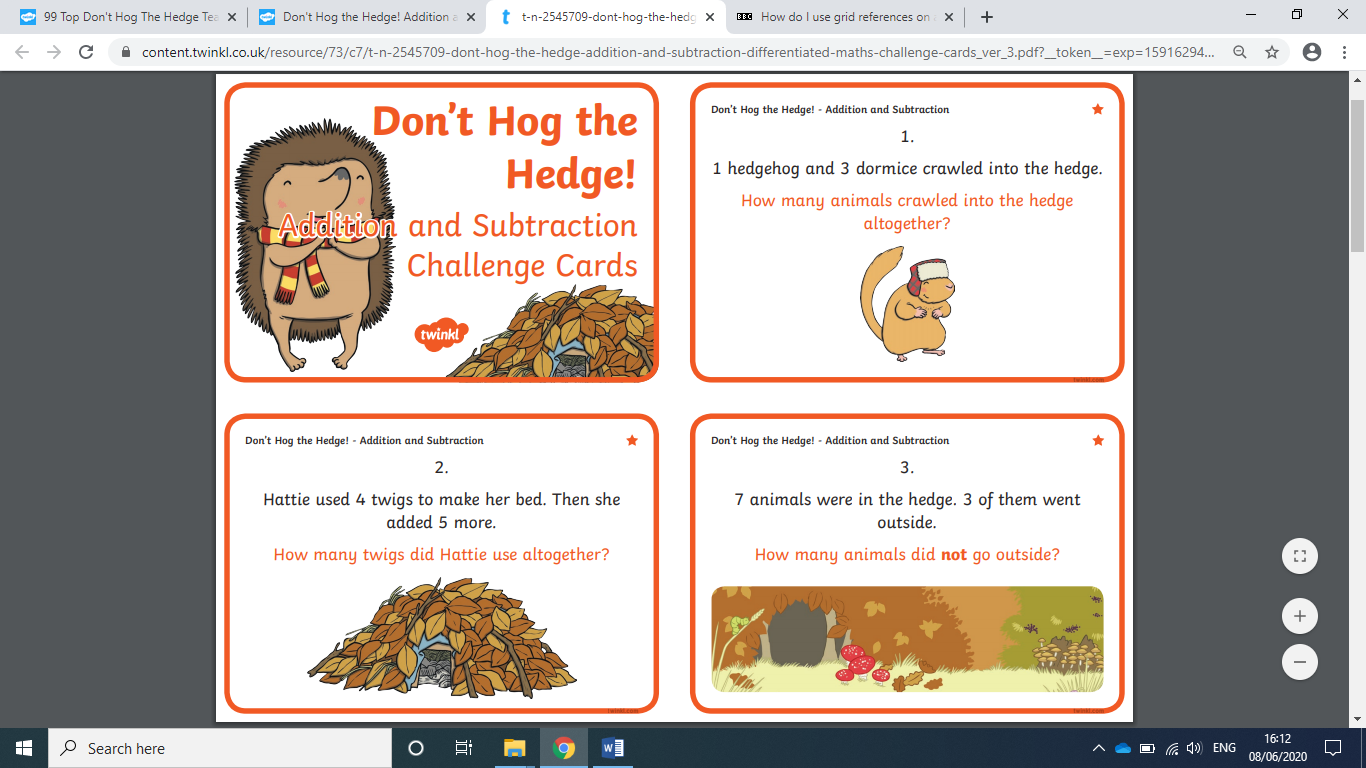 99 Top Don't Hog The Hedge Tea
Don't Hog the Hedge! Addition a
t-n-2545709-dont-hog-the-hedg
BBC
How do I use grid references on
content.twinkl.co.uk/resource/73/c7/t-n-2545709-dont-hog-the-hedge-addition-and-subtraction-differentiated-maths-challenge-cards_ver_3.pdf?__token__=exp=15916294...
Don't Hog the
Hedge!
Addition and Subtraction
Challenge Cards
twinkl
Don't Hog the Hedge! - Addition and Subtraction
1.
1 hedgehog and 3 dormice crawled into the hedge.
How many animals crawled into the hedge
altogether?
twinkl.com
Don't Hog the Hedge! - Addition and Subtraction
2.
Hattie used 4 twigs to make her bed. Then she
added 5 more.
How many twigs did Hattie use altogether?
twinkl.com
Don't Hog the Hedge! - Addition and Subtraction
3.
7 animals were in the hedge. 3 of them went
outside.
How many animals did not go outside?
twinkl.com
Search here
ENG
16:12
08/06/2020